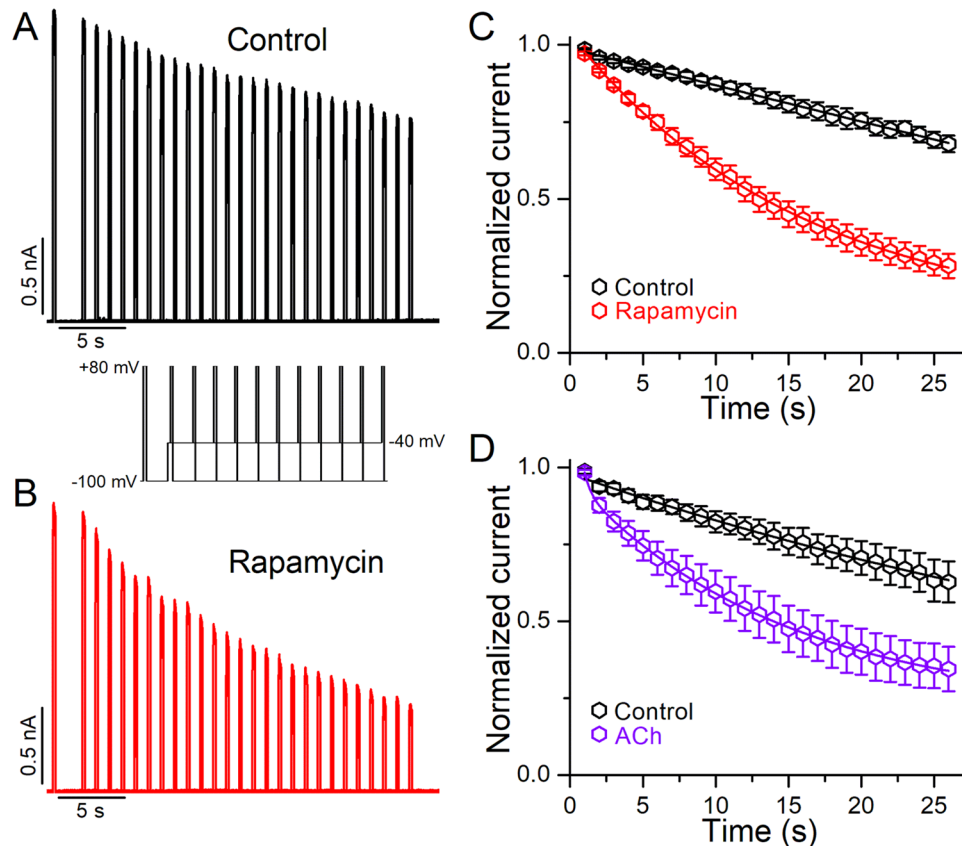 A
Control
0.5 nA
5 s
+80 mV
-40 mV
-100 mV
B
Rapamycin
0.5 nA
5 s
C
Normalized current
1.0
0.5
0.0
Control
Rapamycin
0 5 10 15 20 25
Time (s)
D
Normalized current
1.0
0.5
0.0
Control
ACh
0 5 10 15 20 25
Time (s)